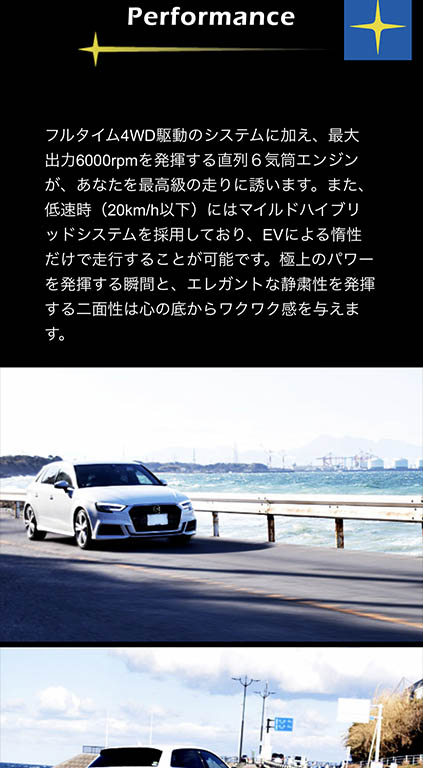 Performance
フルタイム4WD駆動のシステムに加え、最大
出力6000rpmを発揮する直列６気筒エンジン
が、あなたを最高級の走りに誘います。また、
低速時（20km/h以下）にはマイルドハイブリ
ッドシステムを採用しており、EVによる惰性
だけで走行することが可能です。極上のパワー
を発揮する瞬間と、エレガントな静粛性を発揮
する二面性は心の底からワクワク感を与えま
す。